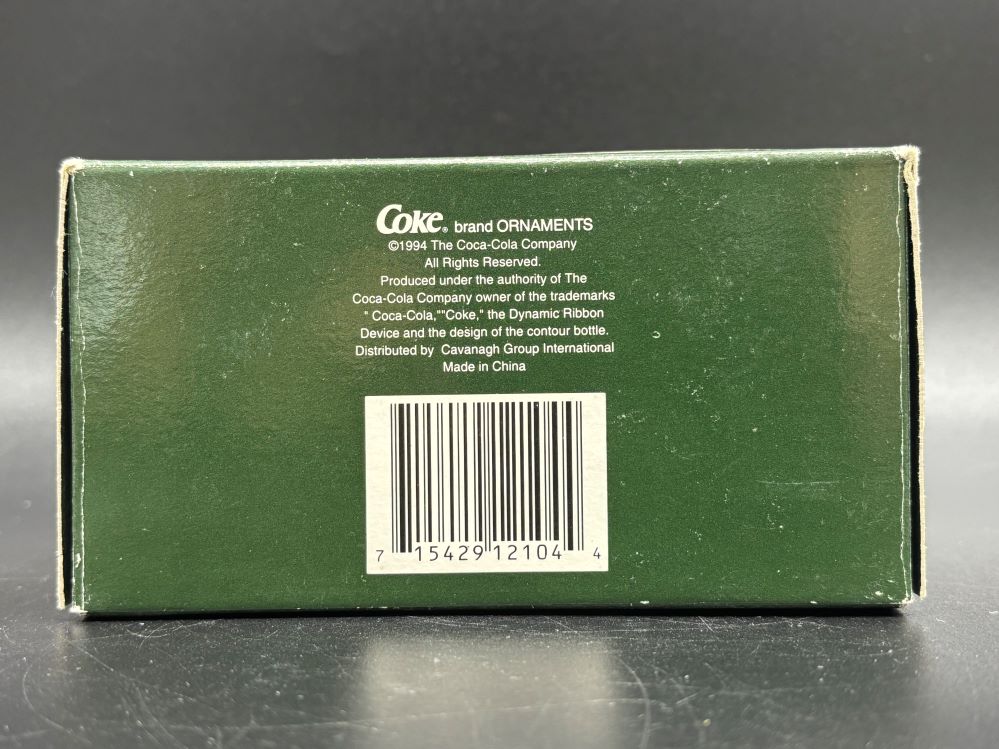 Coke® brand ORNAMENTS
©1994 The Coca-Cola Company
All Rights Reserved.
Produced under the authority of The
Coca-Cola Company owner of the trademarks
" Coca-Cola,""Coke," the Dynamic Ribbon
Device and the design of the contour bottle.
Distributed by Cavanagh Group International
Made in China
7 15429 12104 4